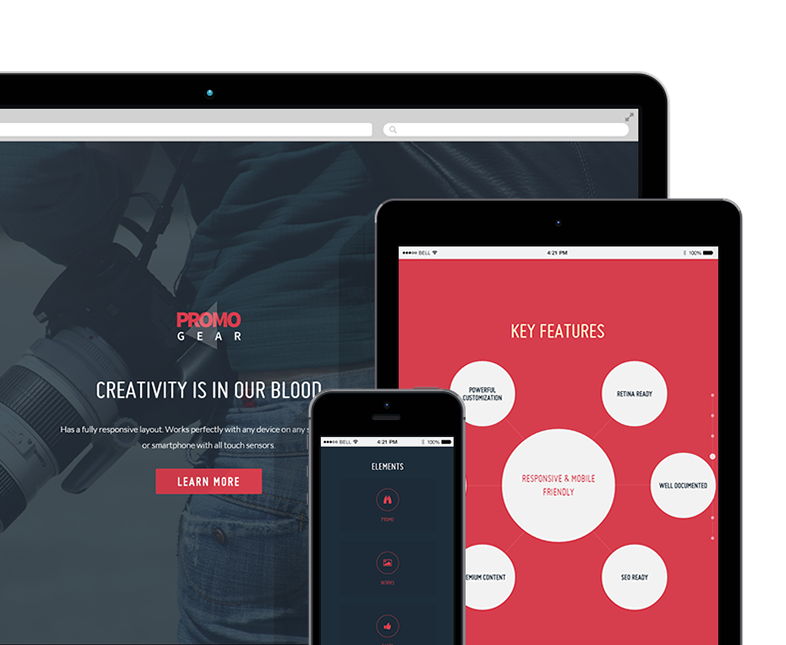 PROMO
GEAR
CREATIVITY IS IN OUR BLOOD
Has a fully responsive layout. Works perfectly with any device on any
or smartphone with all touch sensors
LEARN MORE
BELL
4:21 PM
100%
KEY FEATURES
POWERFUL
CUSTOMIZATION
RETINA READY
RESPONSIVE & MOBILE
FRIENDLY
WELL DOCUMENTED
EMIUM CONTENT
SEO READY
BELL
4:21 PM
100%
ELEMENTS
PROMO
WORKS